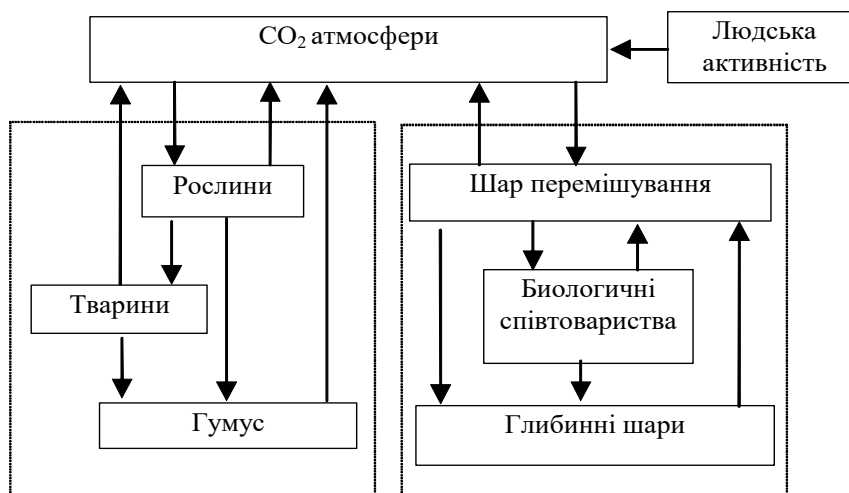 CO₂ атмосфери
Людська
активність
Рослини
Шар перемішування
Тварини
Биологичні
співтовариства
Гумус
Глибинні шари